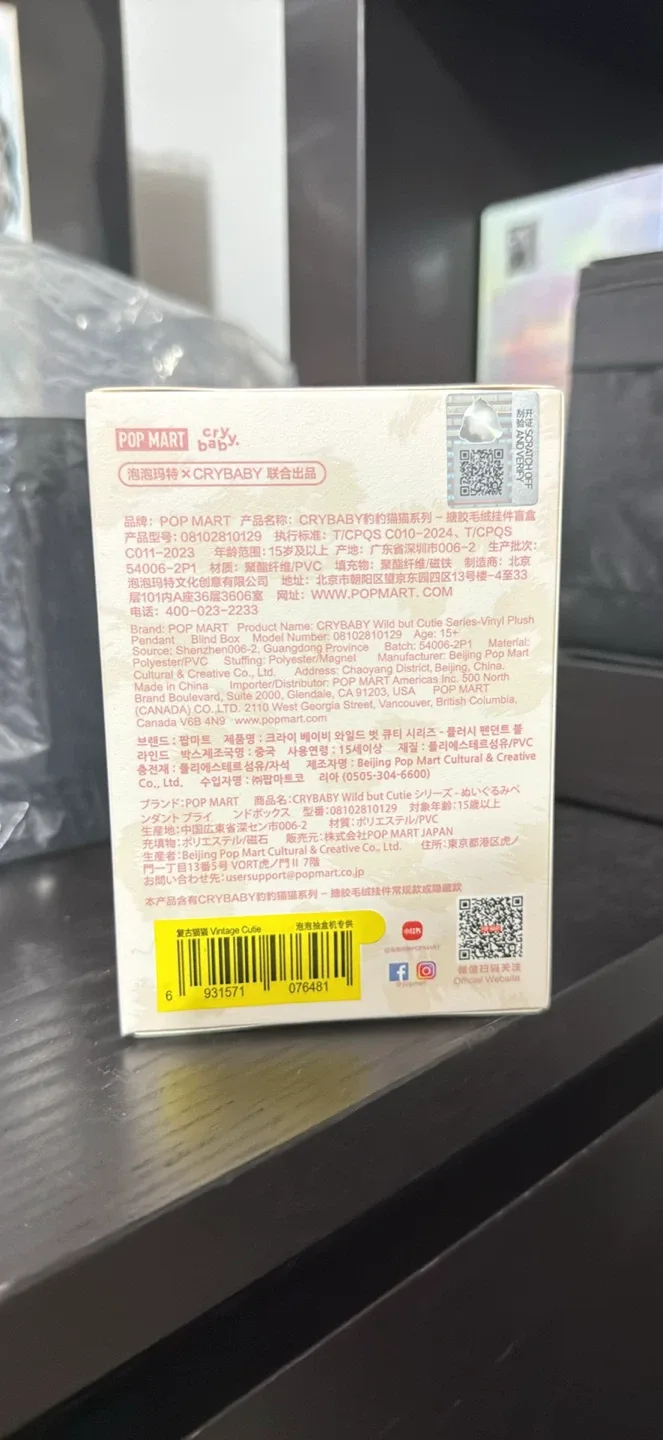 POP MART cry baby.
泡泡玛特×CRYBABY 联合出品
刮开验证 SCRATCH OFF AND VERIFY
品牌：POP MART 产品名称：CRYBABY豹豹猫猫系列－搪胶毛绒挂件盲盒
产品型号：08102810129 执行标准：T/CPQS C010-2024、T/CPQS
C011-2023 年龄范围：15岁及以上 产地：广东省深圳市006-2 生产批次：
54006-2P1 材质：聚酯纤维/PVC 填充物：聚酯纤维/磁铁 制造商：北京
泡泡玛特文化创意有限公司 地址：北京市朝阳区望京东园四区13号楼-4至33
层101内A座36层3606室 网址：WWW.POPMART. COM
电话：400-023-2233
Brand: POP MART Product Name: CRYBABY Wild but Cutie Series-Vinyl Plush
Pendant Blind Box Model Number: 08102810129 Age: 15+
Source: Shenzhen006-2, Guangdong Province Batch: 54006-2P1 Material:
Polyester/PVC Stuffing: Polyester/Magnet Manufacturer: Beijing Pop Mart
Cultural & Creative Co., Ltd. Address: Chaoyang District, Beijing, China.
Made in China Importer/Distributor: POP MART Americas Inc. 500 North
Brand Boulevard, Suite 2000, Glendale, CA 91203, USA POP MART
(CANADA) CO.,LTD. 2110 West Georgia Street, Vancouver, British Columbia,
Canada V6B 4N9 www.popmart.com
브랜드 : 팝마트 제품명 : 크라이 베이비 와일드 벗 큐티 시리즈 - 플러시 펜던트 블
라인드 박스제조국명 : 중국 사용연령 : 15세이상 재질 : 폴리에스테르섬유/PVC
충전재 : 폴리에스테르섬유/자석 제조자명 : Beijing Pop Mart Cultural & Creative
Co., Ltd. 수입자명 : ㈜팝마트코 리아 (0505-304-6600)
ブランド：POP MART 商品名：CRYBABY Wild but Cutie シリーズ - ぬいぐるみペ
ンダント ブライ ンドボックス 型番：08102810129 対象年齢：15歳以上
生産地：中国広東省深セン市006-2 材質：ポリエステル/PVC
充填物：ポリエステル/磁石 販売元：株式会社POP MART JAPAN
生産者：Beijing Pop Mart Cultural & Creative Co., Ltd. 住所：東京都港区虎ノ
門一丁目13番5号 VORT虎ノ門Ⅱ 7階
お問い合わせ先：usersupport@popmart.co.jp
本产品含有CRYBABY豹豹猫猫系列－搪胶毛绒挂件常规款或隐藏款
复古猫猫 Vintage Cutie 泡泡抽盒机专供
6 931571 076481
小红书
@popmart
微信扫码关注
Official Website